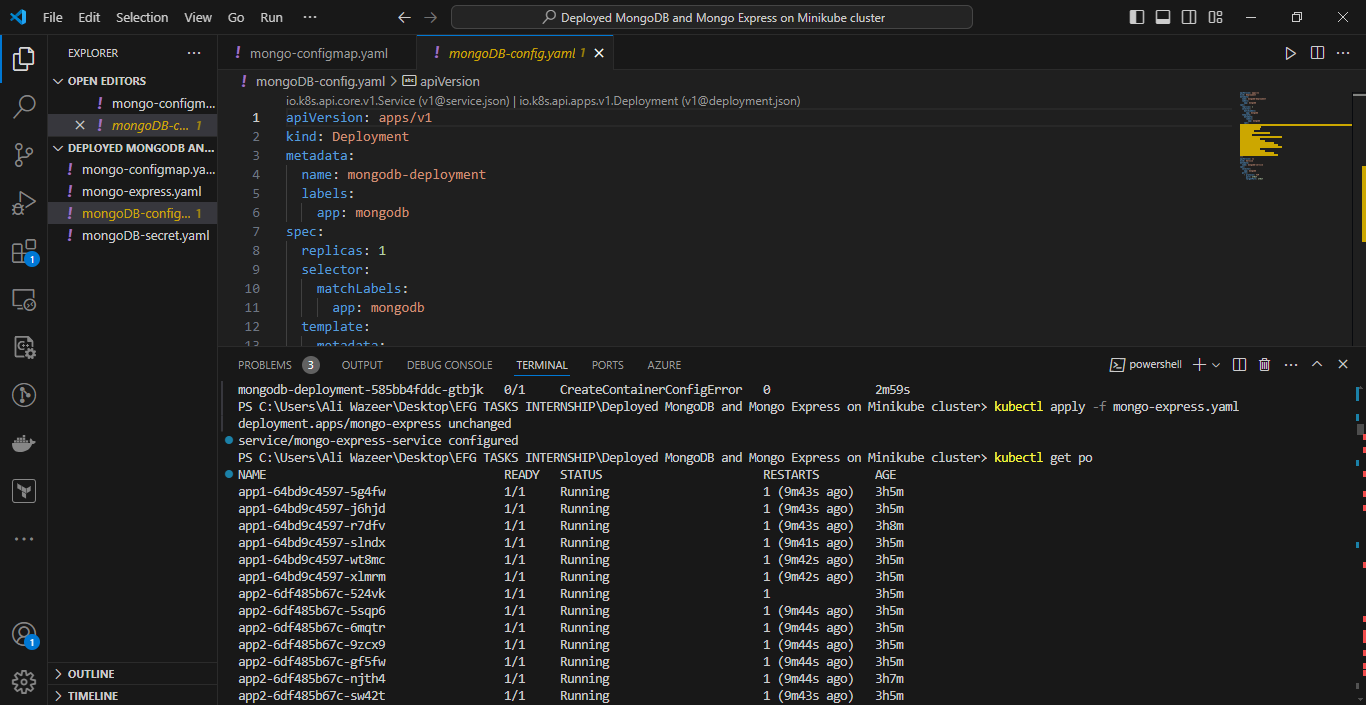 File Edit Selection View Go Run ···
Deployed MongoDB and Mongo Express on Minikube cluster
EXPLORER ···
OPEN EDITORS
! mongo-configm...
! mongoDB-c... 1
DEPLOYED MONGODB AN...
! mongo-configmap.ya...
! mongo-express.yaml
! mongoDB-config... 1
! mongoDB-secret.yaml
OUTLINE
TIMELINE
1
1
! mongo-configmap.yaml
! mongoDB-config.yaml 1
! mongoDB-config.yaml > abc apiVersion
io.k8s.api.core.v1.Service (v1@service.json) | io.k8s.api.apps.v1.Deployment (v1@deployment.json)
1 apiVersion: apps/v1
2 kind: Deployment
3 metadata:
4 name: mongodb-deployment
5 labels:
6 app: mongodb
7 spec:
8 replicas: 1
9 selector:
10 matchLabels:
11 app: mongodb
12 template:
13 metadata:
PROBLEMS 3 OUTPUT DEBUG CONSOLE TERMINAL PORTS AZURE
powershell
mongodb-deployment-585bb4fddc-gtbjk 0/1 CreateContainerConfigError 0 2m59s
PS C:\Users\Ali Wazeer\Desktop\EFG TASKS INTERNSHIP\Deployed MongoDB and Mongo Express on Minikube cluster> kubectl apply -f mongo-express.yaml
deployment.apps/mongo-express unchanged
service/mongo-express-service configured
PS C:\Users\Ali Wazeer\Desktop\EFG TASKS INTERNSHIP\Deployed MongoDB and Mongo Express on Minikube cluster> kubectl get po
NAME READY STATUS RESTARTS AGE
app1-64bd9c4597-5g4fw 1/1 Running 1 (9m43s ago) 3h5m
app1-64bd9c4597-j6hjd 1/1 Running 1 (9m43s ago) 3h5m
app1-64bd9c4597-r7dfv 1/1 Running 1 (9m43s ago) 3h8m
app1-64bd9c4597-slndx 1/1 Running 1 (9m41s ago) 3h5m
app1-64bd9c4597-wt8mc 1/1 Running 1 (9m42s ago) 3h5m
app1-64bd9c4597-xlmrm 1/1 Running 1 (9m42s ago) 3h5m
app2-6df485b67c-524vk 1/1 Running 1 3h5m
app2-6df485b67c-5sqp6 1/1 Running 1 (9m44s ago) 3h5m
app2-6df485b67c-6mqtr 1/1 Running 1 (9m44s ago) 3h5m
app2-6df485b67c-9zcx9 1/1 Running 1 (9m44s ago) 3h5m
app2-6df485b67c-gf5fw 1/1 Running 1 (9m44s ago) 3h5m
app2-6df485b67c-njth4 1/1 Running 1 (9m44s ago) 3h7m
app2-6df485b67c-sw42t 1/1 Running 1 (9m43s ago) 3h5m